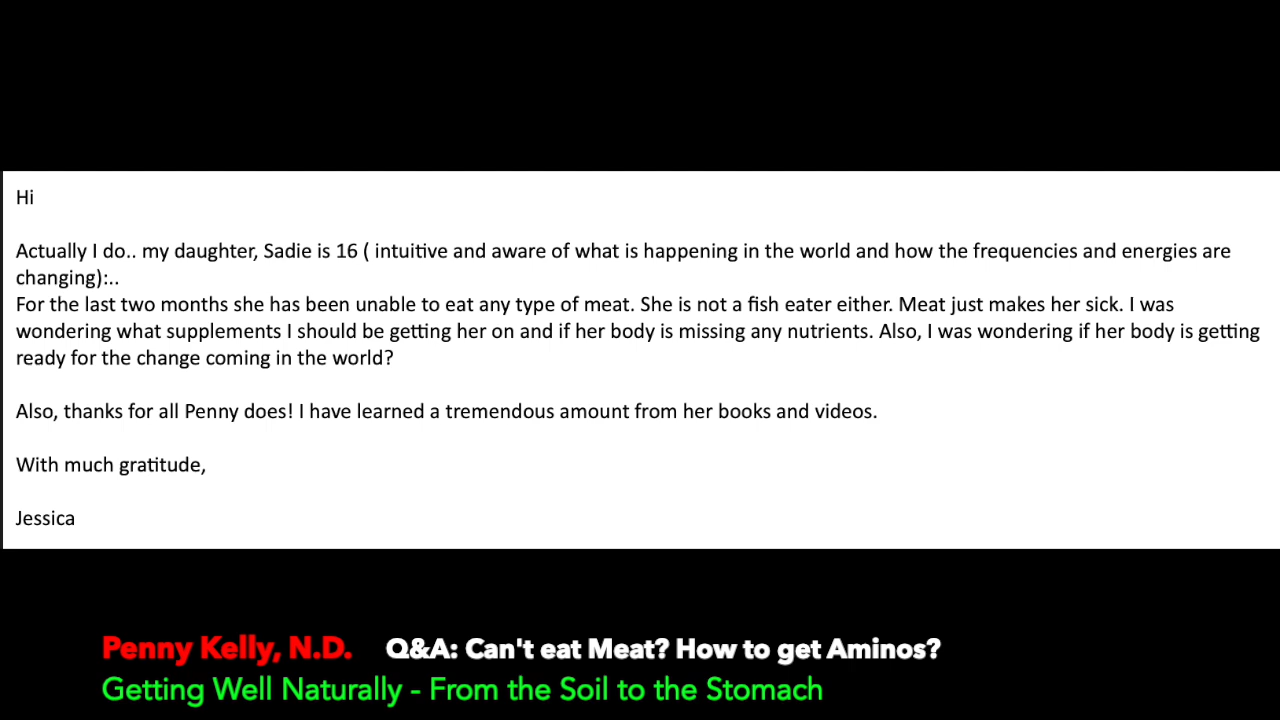 Hi
Actually I do.. my daughter, Sadie is 16 ( intuitive and aware of what is happening in the world and how the frequencies and energies are
changing):..
For the last two months she has been unable to eat any type of meat. She is not a fish eater either. Meat just makes her sick. I was
wondering what supplements I should be getting her on and if her body is missing any nutrients. Also, I was wondering if her body is getting
ready for the change coming in the world?
Also, thanks for all Penny does! I have learned a tremendous amount from her books and videos.
With much gratitude,
Jessica
Penny Kelly, N.D. Q&A: Can't eat Meat? How to get Aminos?
Getting Well Naturally - From the Soil to the Stomach